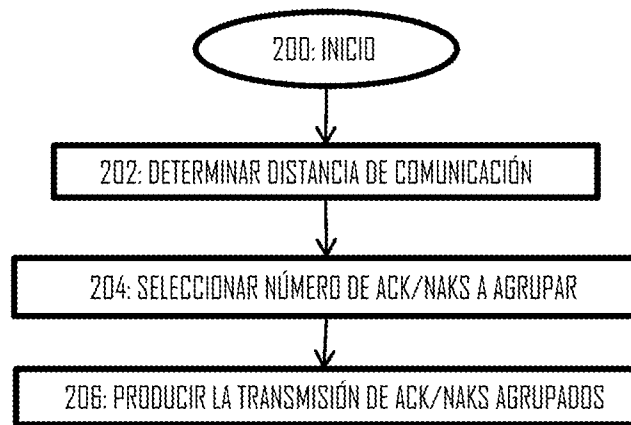 200: INICIO
202: DETERMINAR DISTANCIA DE COMUNICACIÓN
204: SELECCIONAR NÚMERO DE ACK/NAKS A AGRUPAR
206: PRODUCIR LA TRANSMISIÓN DE ACK/NAKS AGRUPADOS